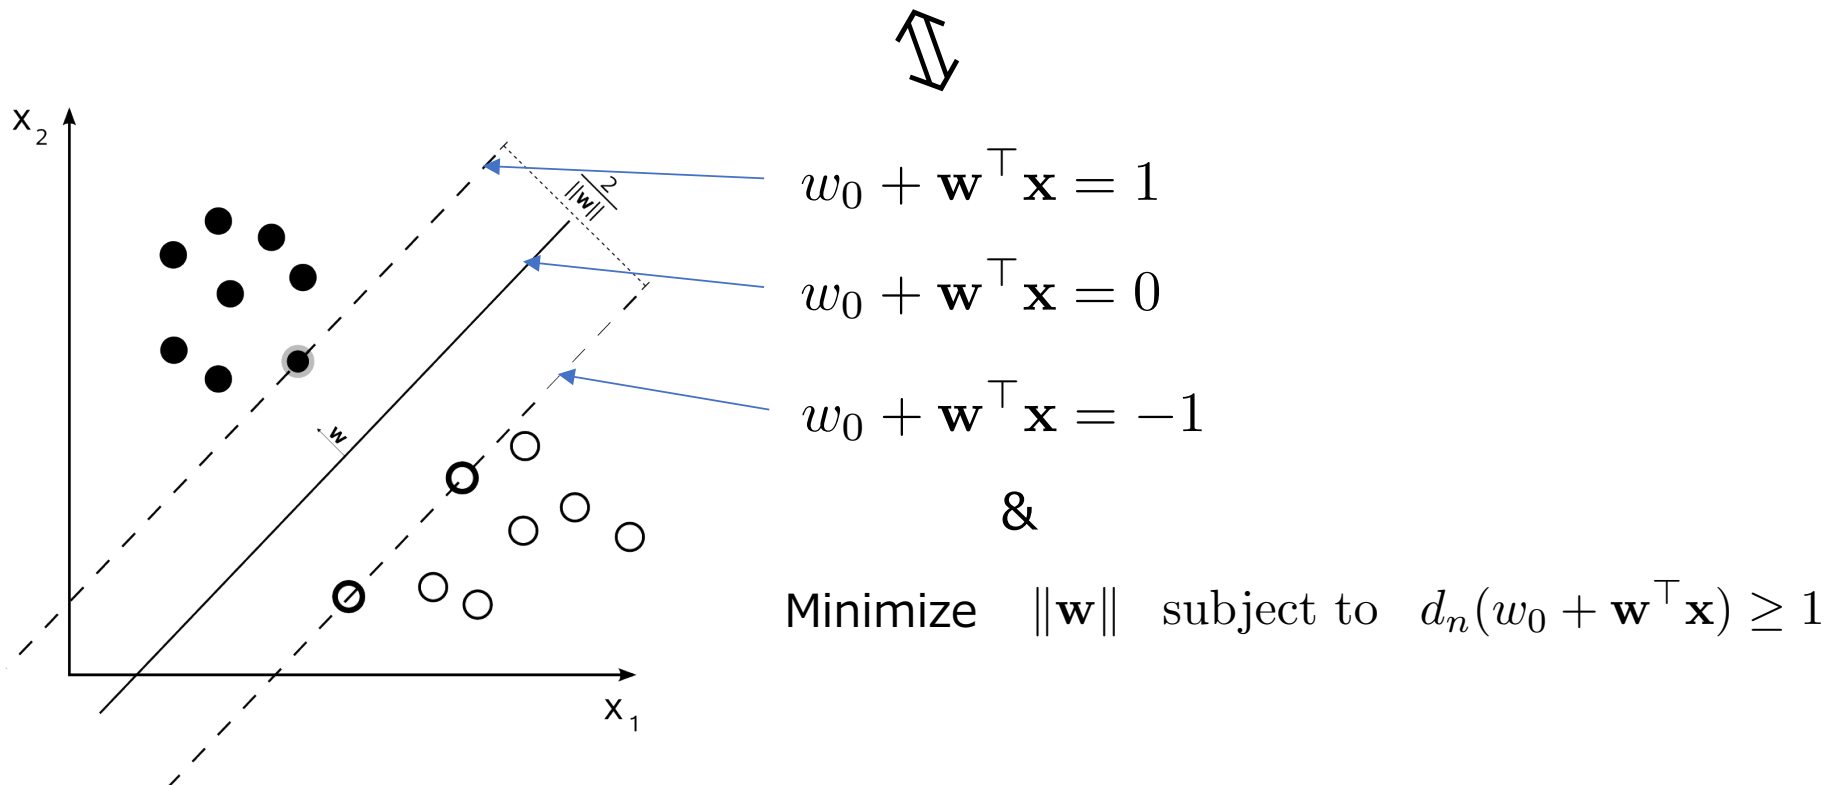 ⇕
x₂
2/‖w‖
w₀ + w⊤x = 1
w₀ + w⊤x = 0
w₀ + w⊤x = −1
w
&
Minimize ‖w‖ subject to dₙ(w₀ + w⊤x) ≥ 1
x₁